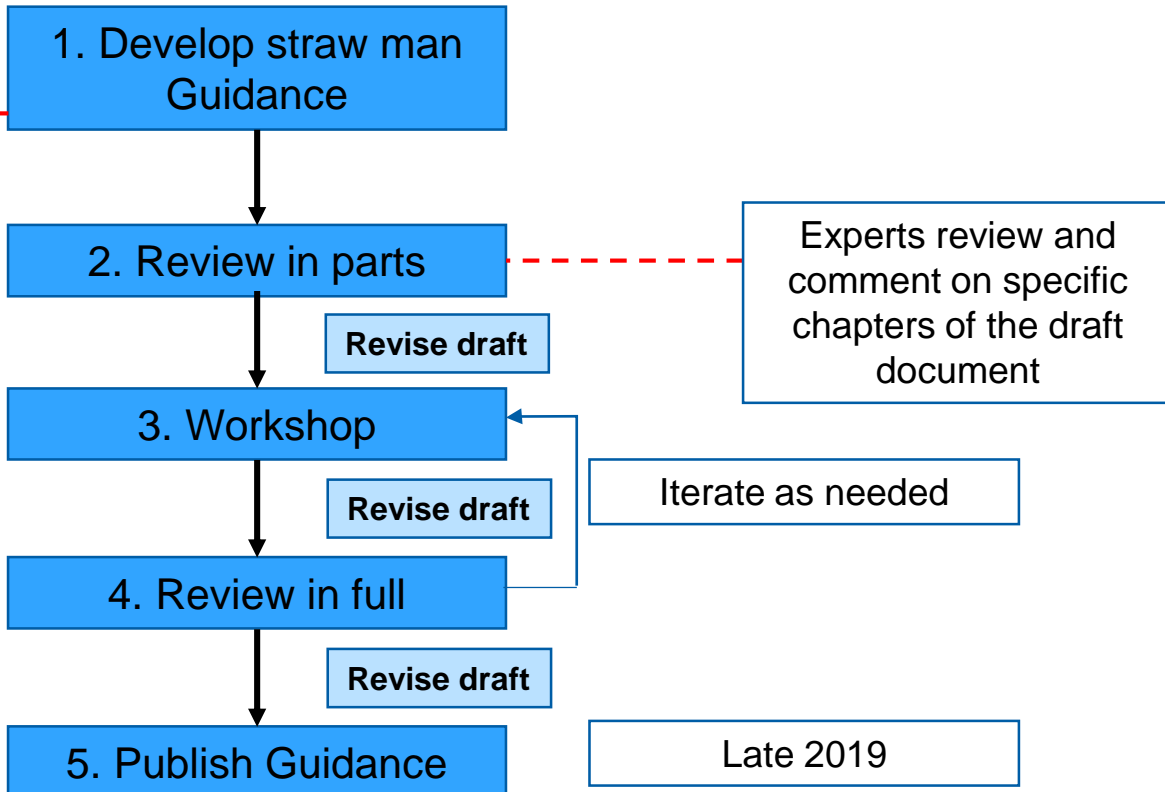 1. Develop straw man
Guidance
2. Review in parts
Experts review and
comment on specific
chapters of the draft
document
Revise draft
3. Workshop
Iterate as needed
Revise draft
4. Review in full
Revise draft
5. Publish Guidance
Late 2019